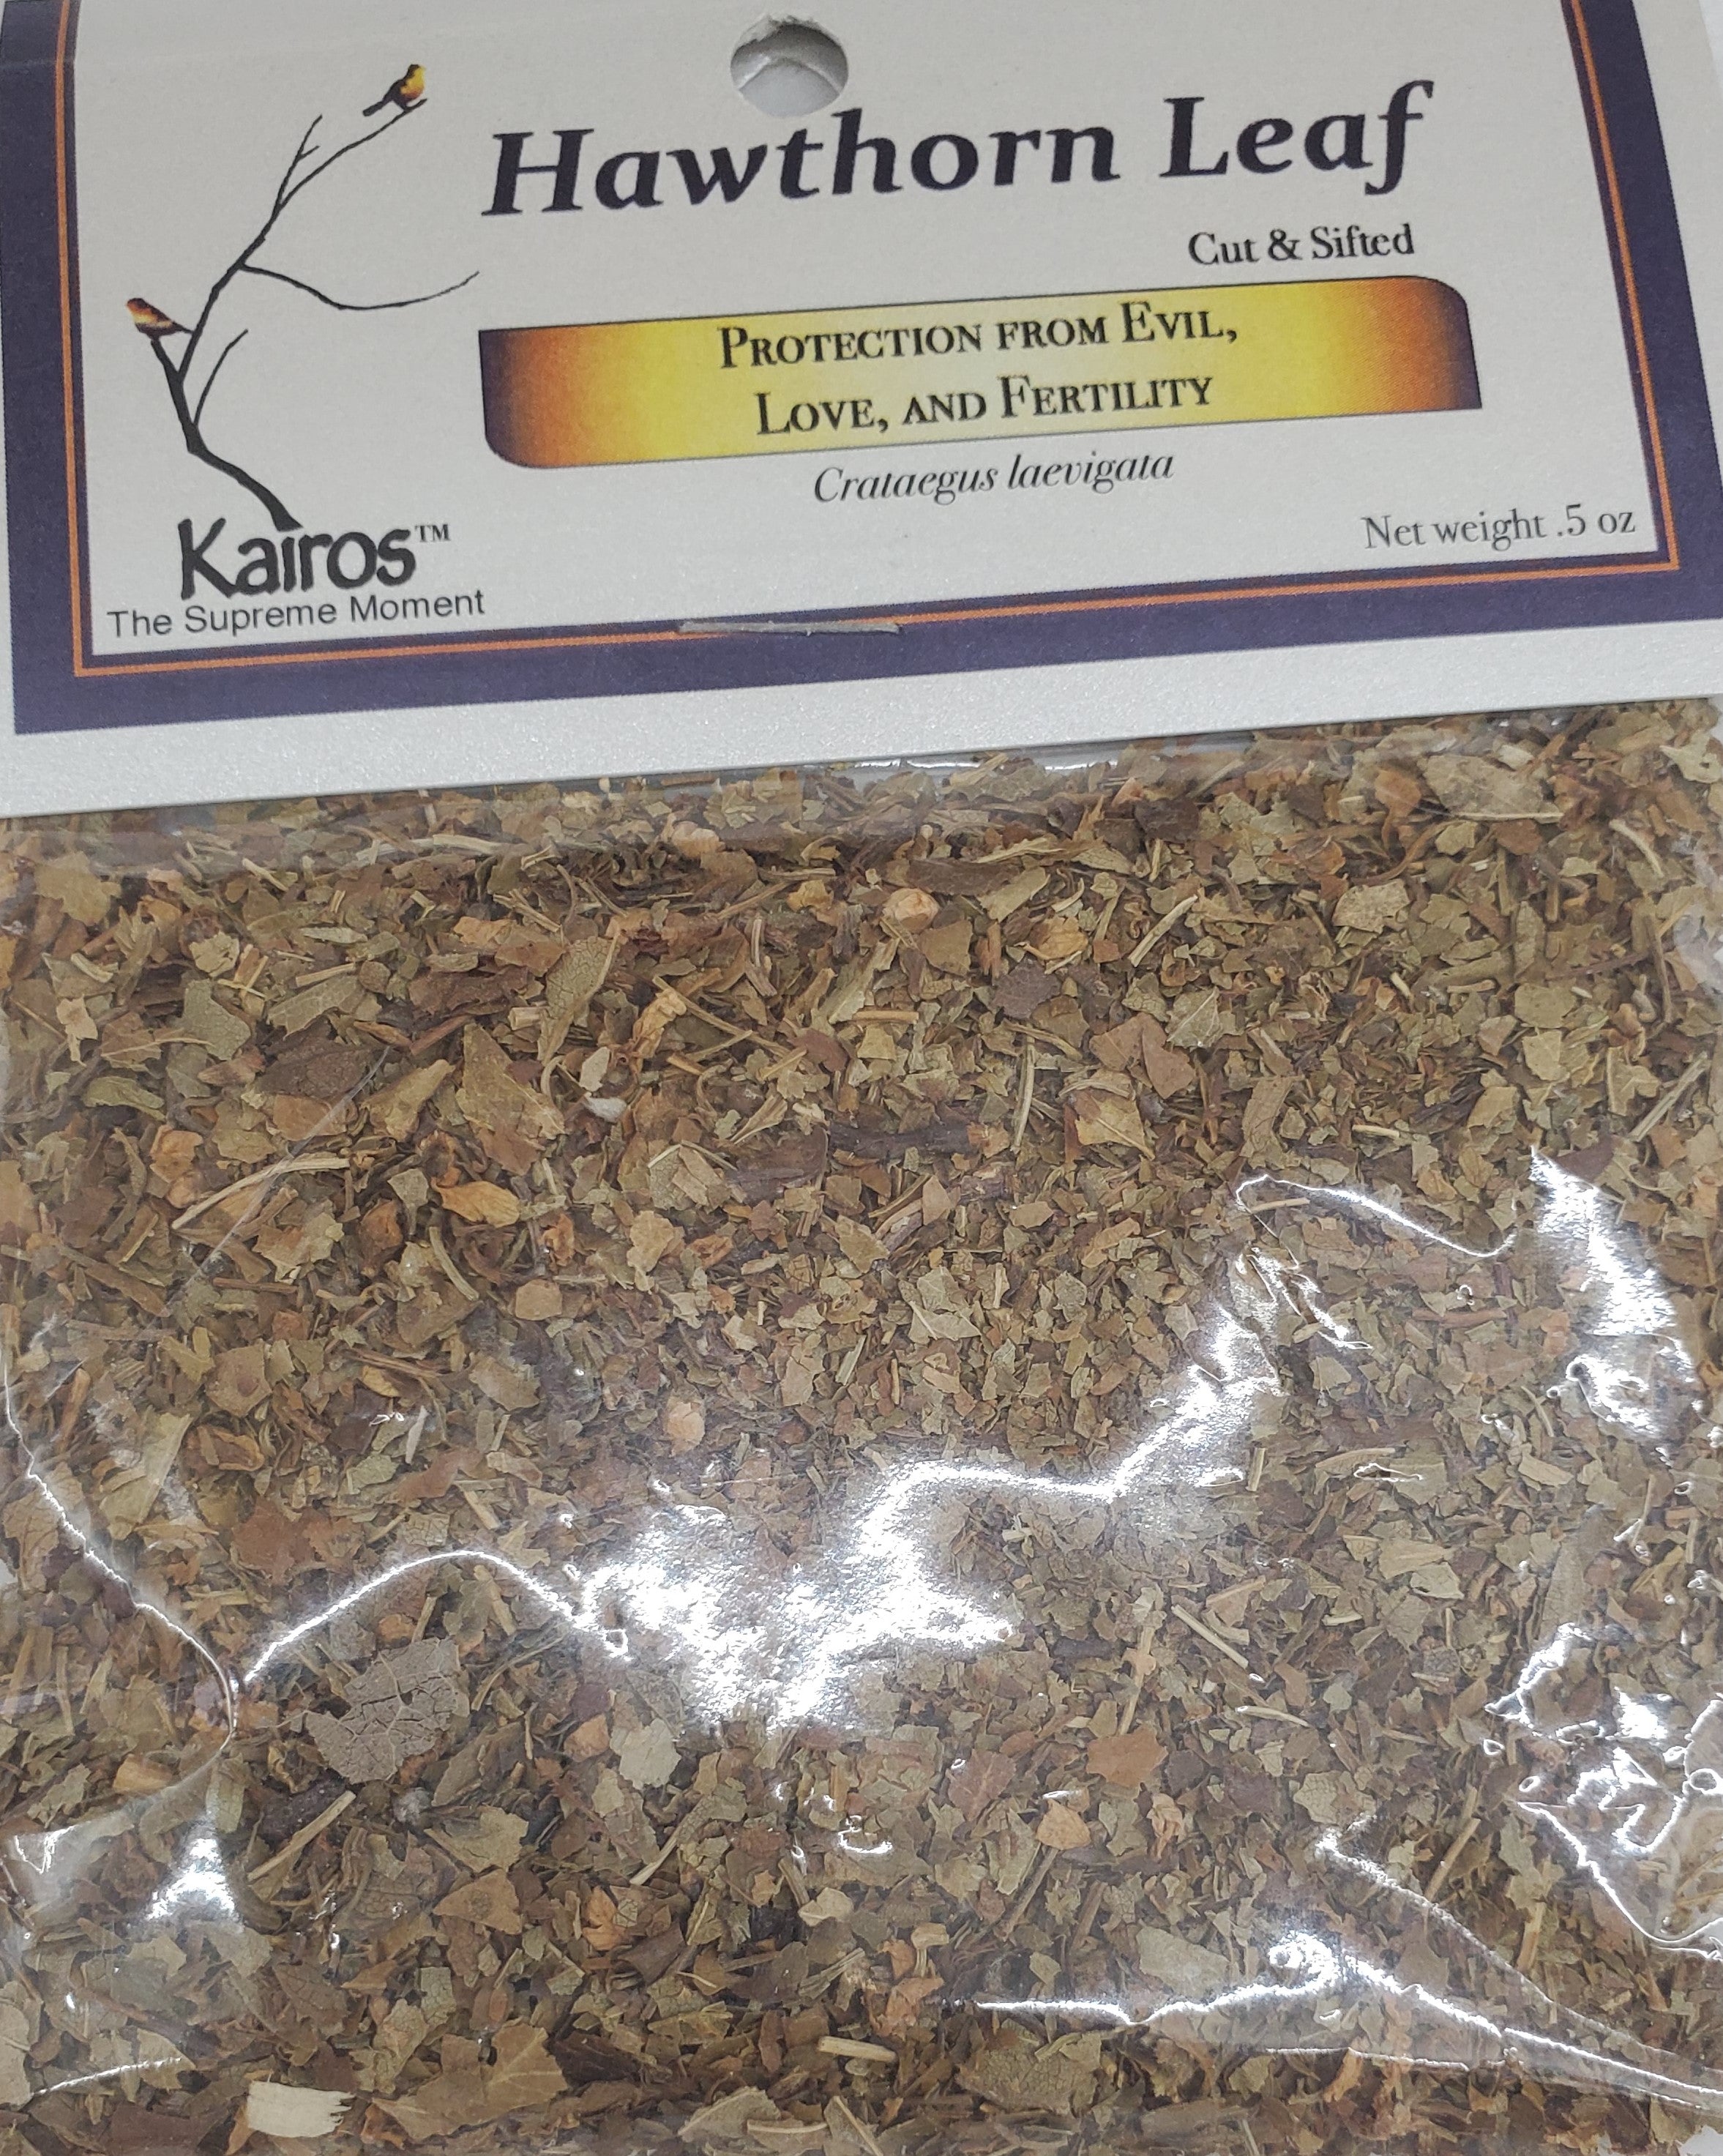 Hawthorn Leaf
Cut & Sifted
Protection from Evil,
Love, and Fertility
Crataegus laevigata
Net weight .5 oz
Kairos™
The Supreme Moment